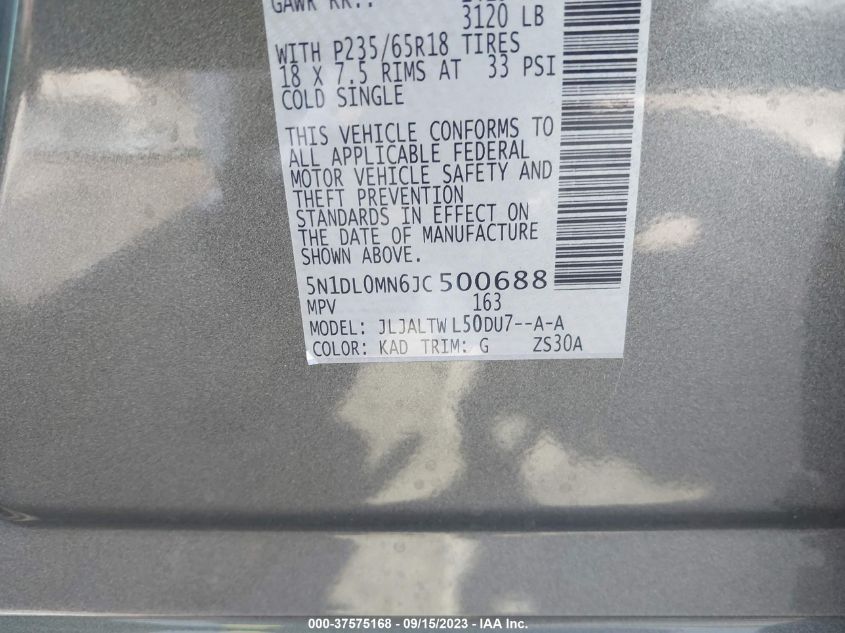 GAWR RR.:
3120 LB
WITH P235/65R18 TIRES
18 X 7.5 RIMS AT 33 PSI
COLD SINGLE
THIS VEHICLE CONFORMS TO
ALL APPLICABLE FEDERAL
MOTOR VEHICLE SAFETY AND
THEFT PREVENTION
STANDARDS IN EFFECT ON
THE DATE OF MANUFACTURE
SHOWN ABOVE.
5N1DL0MN6JC500688
MPV 163
MODEL: JLJALTWL50DU7--A-A
COLOR: KAD TRIM: G ZS30A
000-37575168 - 09/15/2023 - IAA Inc.